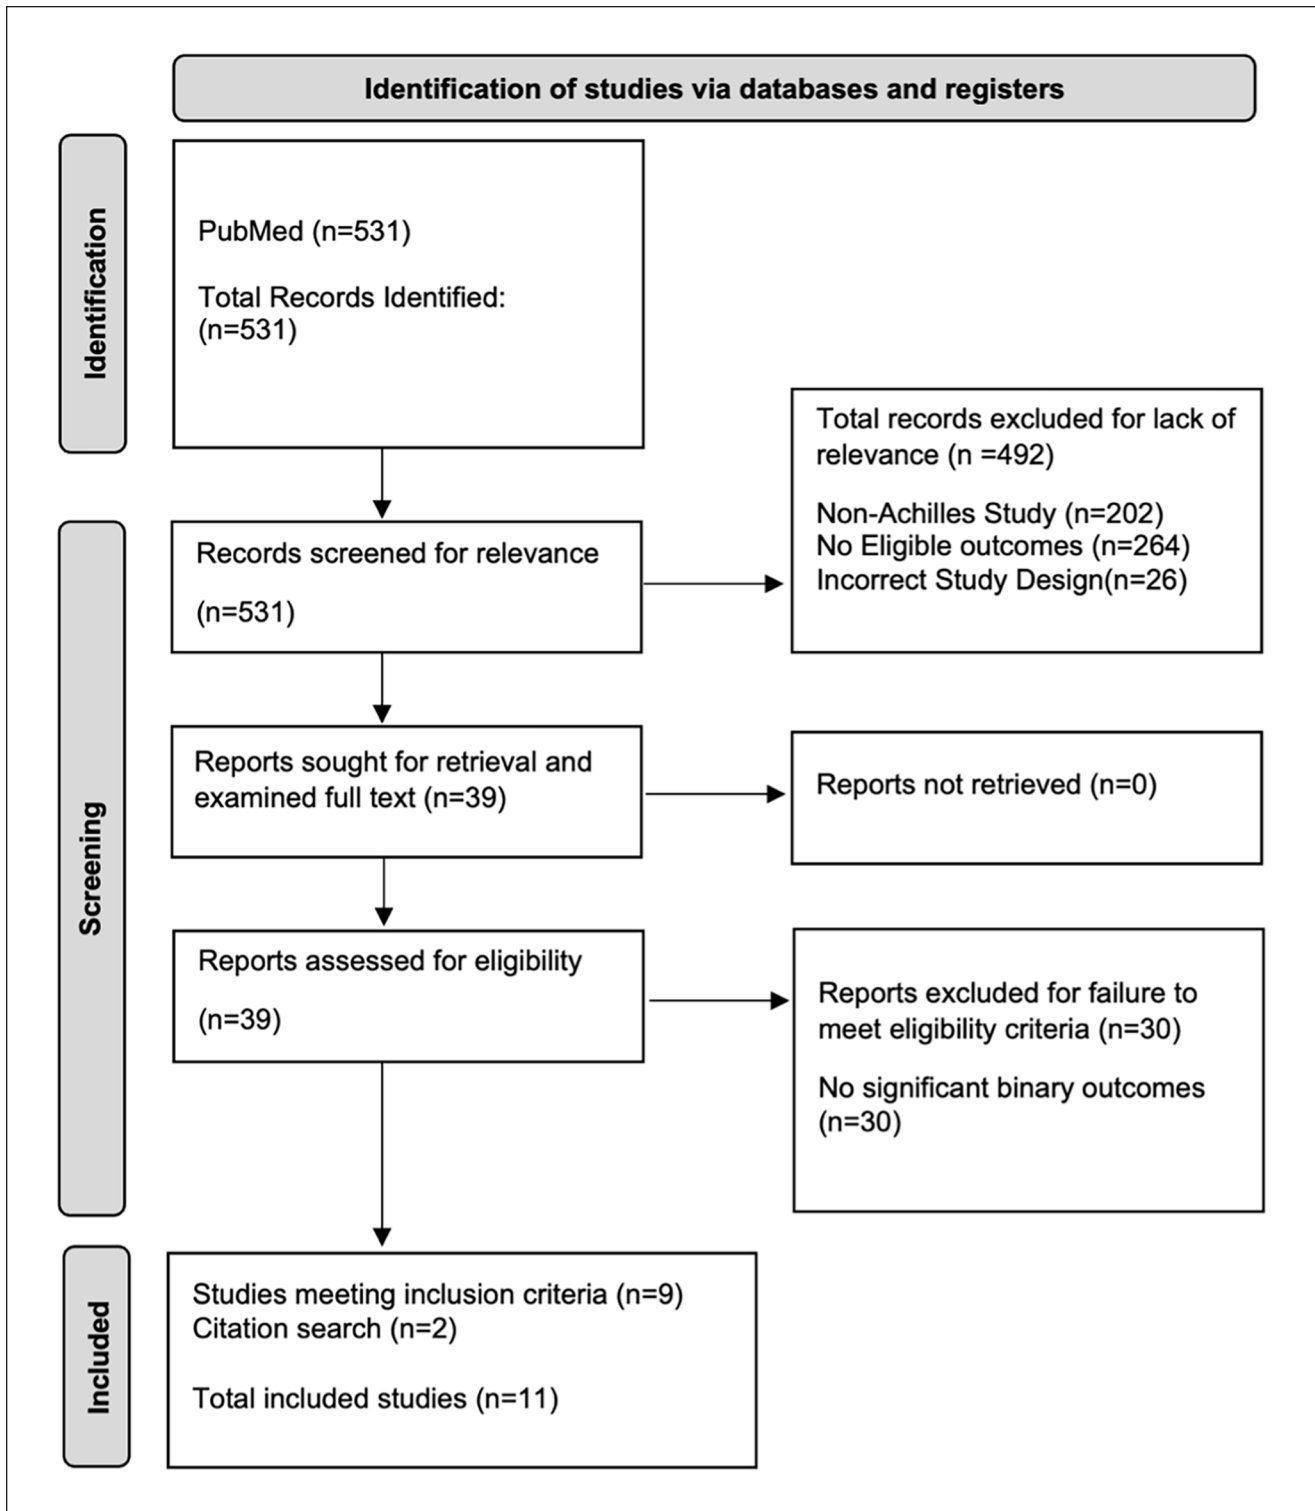 Identification of studies via databases and registers
Identification
PubMed (n=531)
Total Records Identified:
(n=531)
Total records excluded for lack of
relevance (n =492)
Non-Achilles Study (n=202)
No Eligible outcomes (n=264)
Incorrect Study Design(n=26)
Screening
Records screened for relevance
(n=531)
Reports sought for retrieval and
examined full text (n=39)
Reports not retrieved (n=0)
Reports assessed for eligibility
(n=39)
Reports excluded for failure to
meet eligibility criteria (n=30)
No significant binary outcomes
(n=30)
Included
Studies meeting inclusion criteria (n=9)
Citation search (n=2)
Total included studies (n=11)